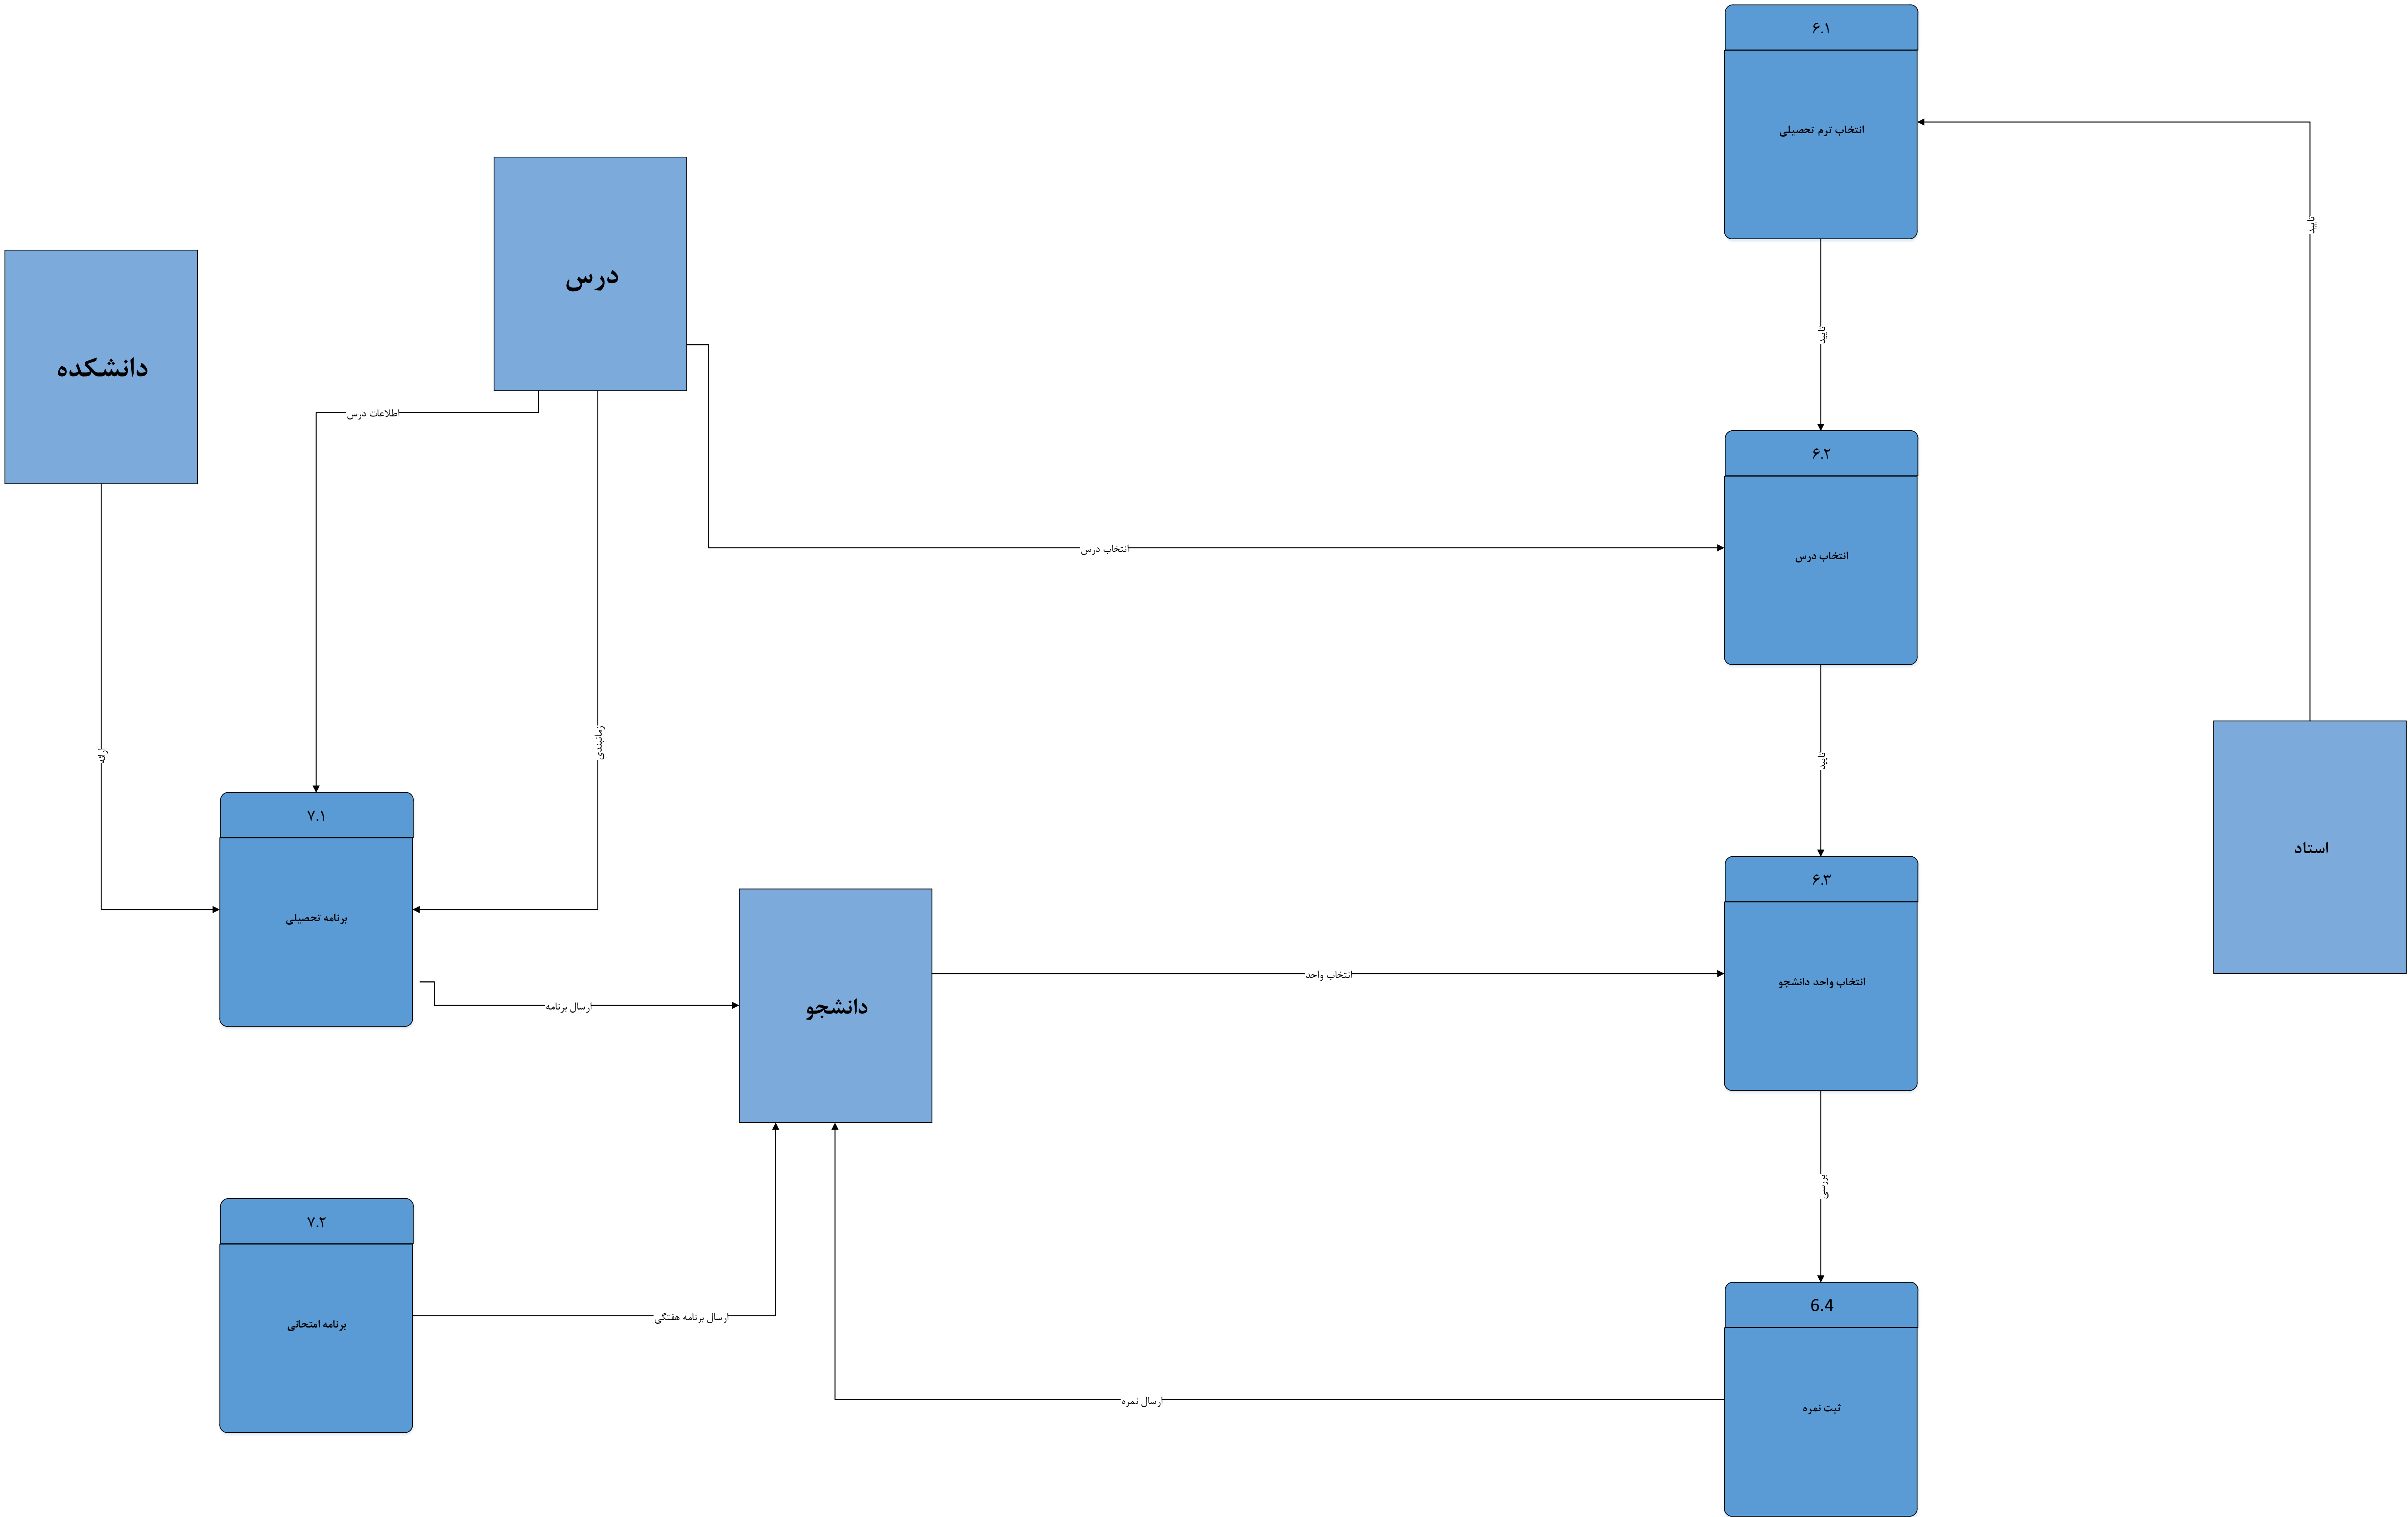 ۶.۱
انتخاب ترم تحصیلی
تایید
تایید
درس
دانشکده
اطلاعات درس
۶.۲
انتخاب درس
انتخاب درس
زمانبندی
ارائه
تایید
۷.۱
برنامه تحصیلی
استاد
۶.۳
انتخاب واحد دانشجو
انتخاب واحد
دانشجو
ارسال برنامه
بررسی
۷.۲
برنامه امتحانی
ارسال برنامه هفتگی
6.4
ثبت نمره
ارسال نمره